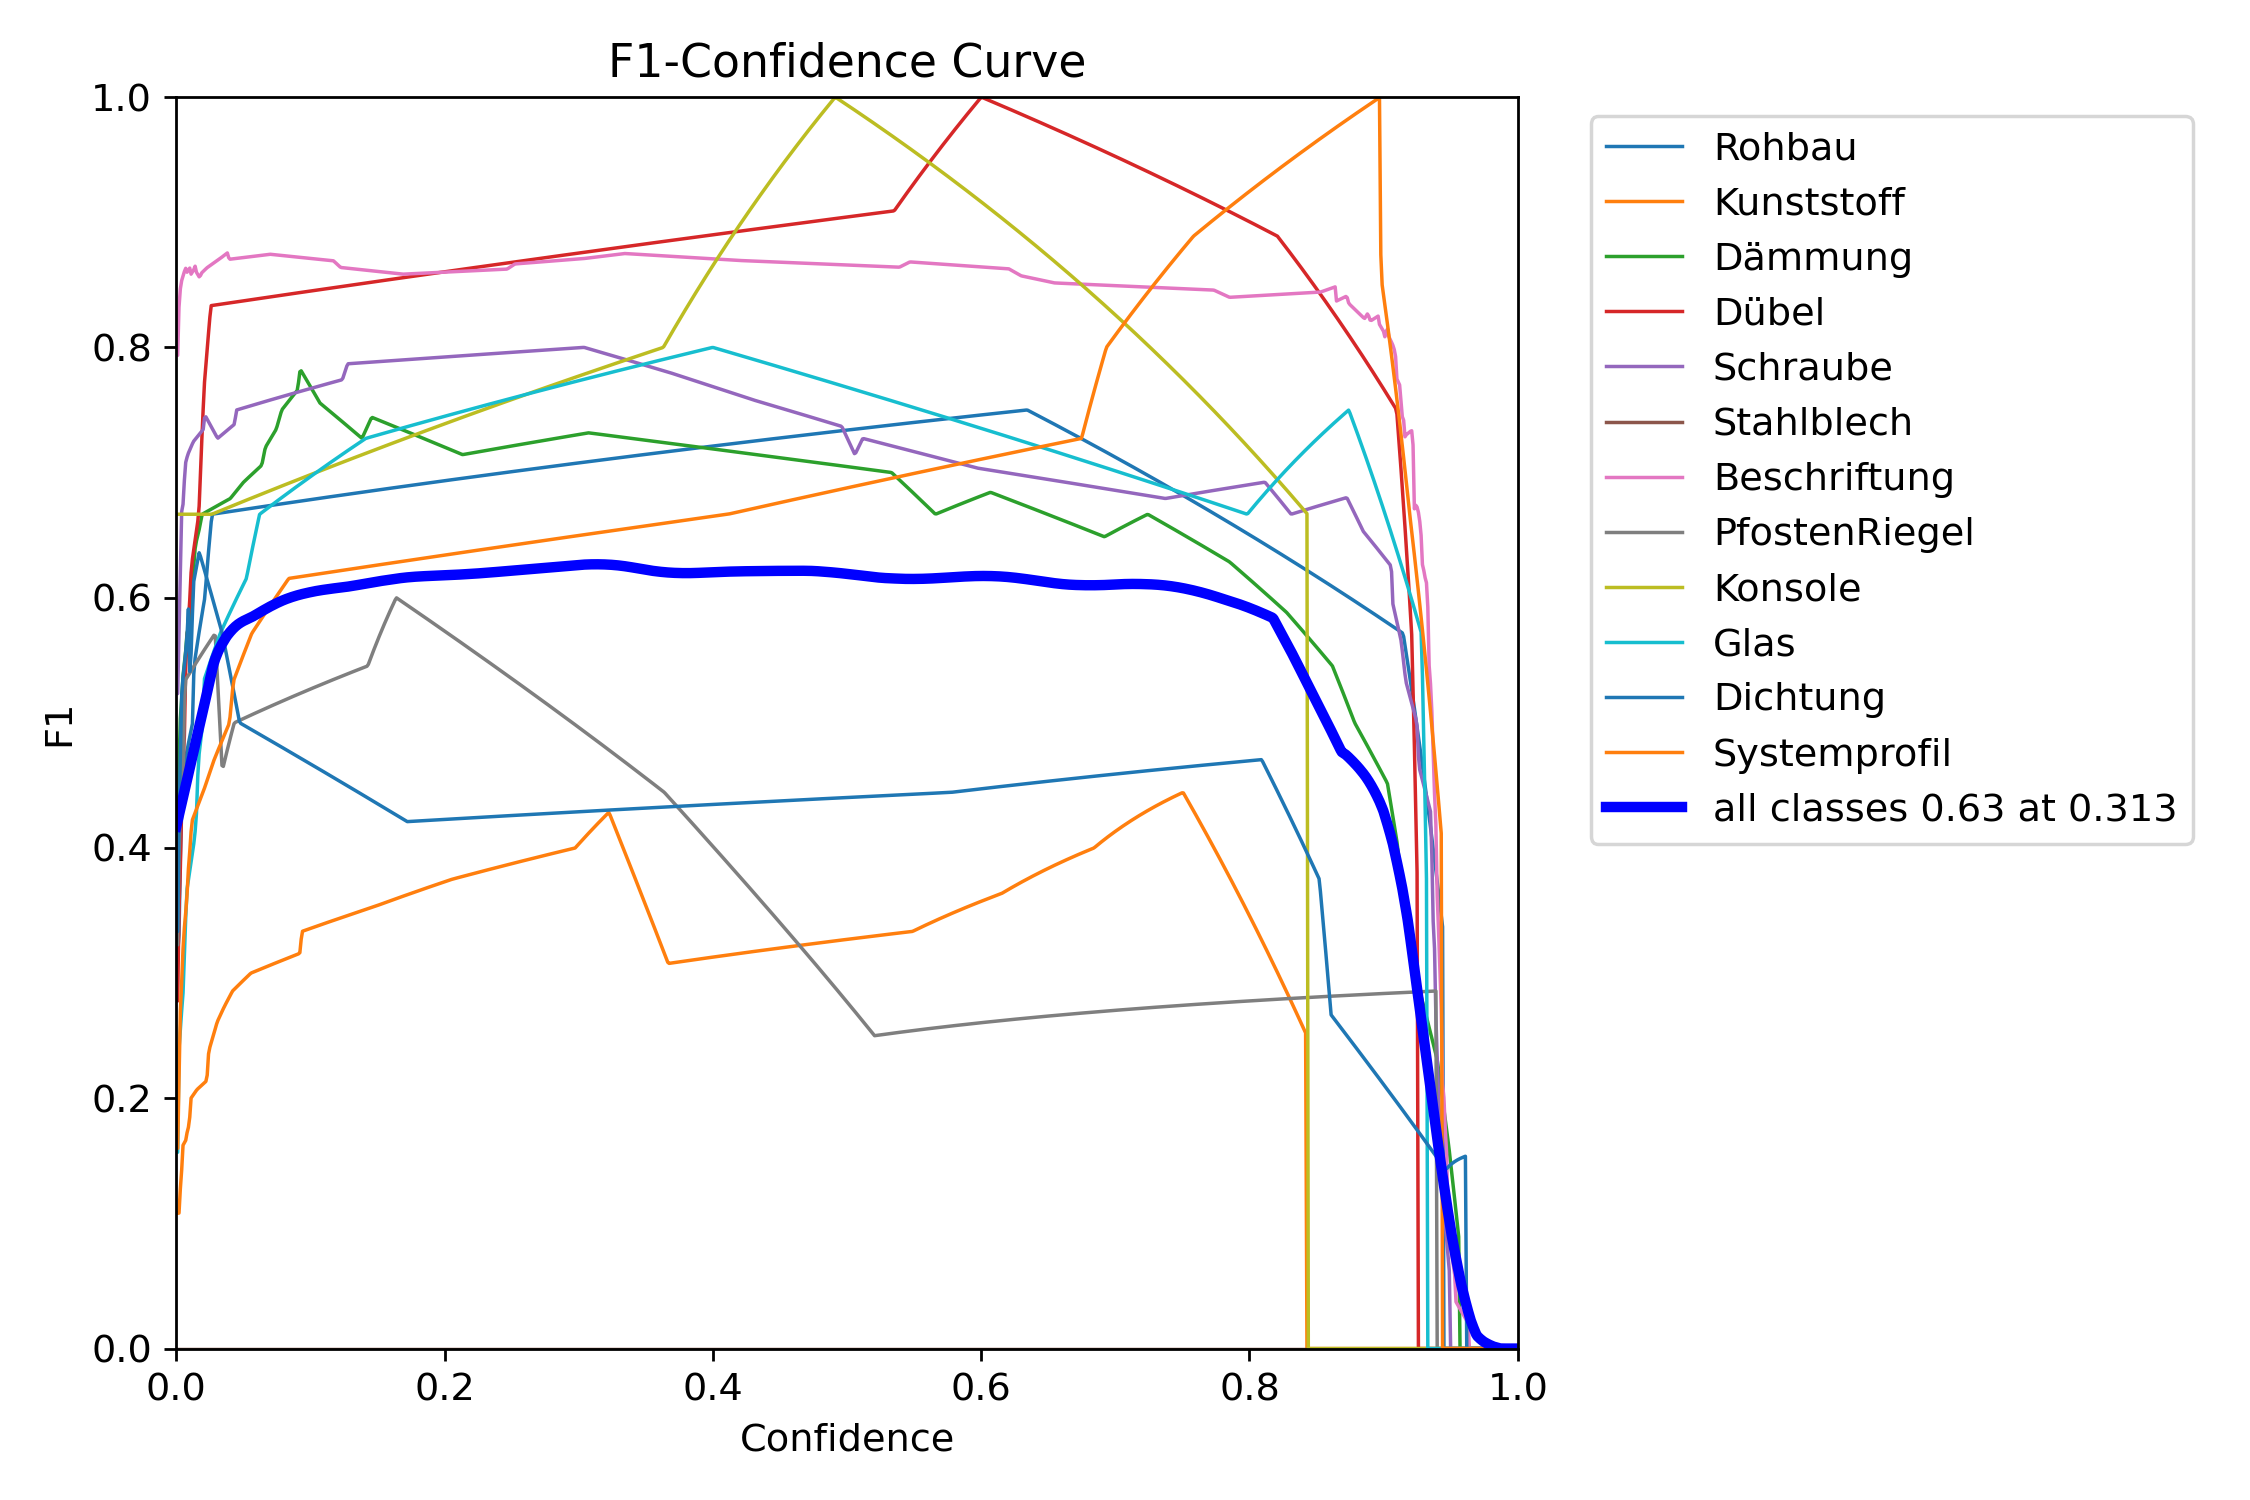 F1-Confidence Curve
1.0
0.8
0.6
0.4
0.2
0.0
F1
0.0 0.2 0.4 0.6 0.8 1.0
Confidence
Rohbau
Kunststoff
Dämmung
Dübel
Schraube
Stahlblech
Beschriftung
PfostenRiegel
Konsole
Glas
Dichtung
Systemprofil
all classes 0.63 at 0.313